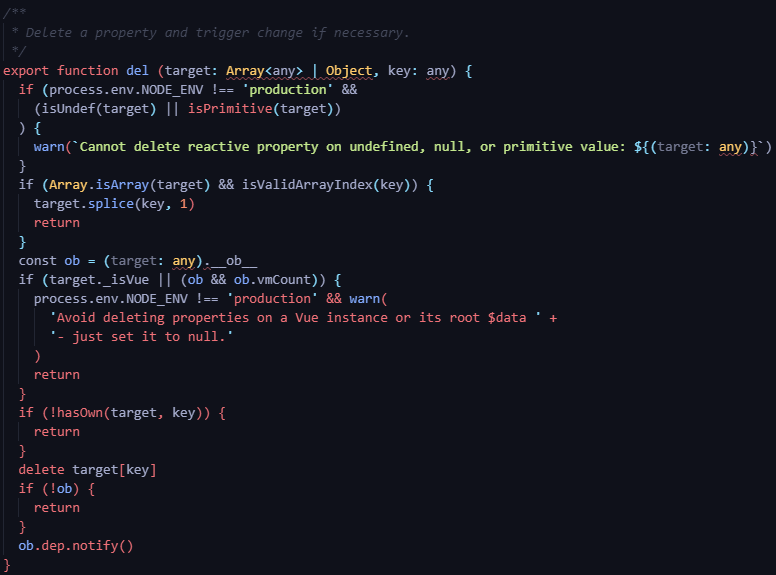 /**
 * Delete a property and trigger change if necessary.
 */
export function del (target: Array<any> | Object, key: any) {
  if (process.env.NODE_ENV !== 'production' &&
    (isUndef(target) || isPrimitive(target))
  ) {
    warn(`Cannot delete reactive property on undefined, null, or primitive value: ${(target: any)}`)
  }
  if (Array.isArray(target) && isValidArrayIndex(key)) {
    target.splice(key, 1)
    return
  }
  const ob = (target: any).__ob__
  if (target._isVue || (ob && ob.vmCount)) {
    process.env.NODE_ENV !== 'production' && warn(
      'Avoid deleting properties on a Vue instance or its root $data ' +
      '- just set it to null.'
    )
    return
  }
  if (!hasOwn(target, key)) {
    return
  }
  delete target[key]
  if (!ob) {
    return
  }
  ob.dep.notify()
}